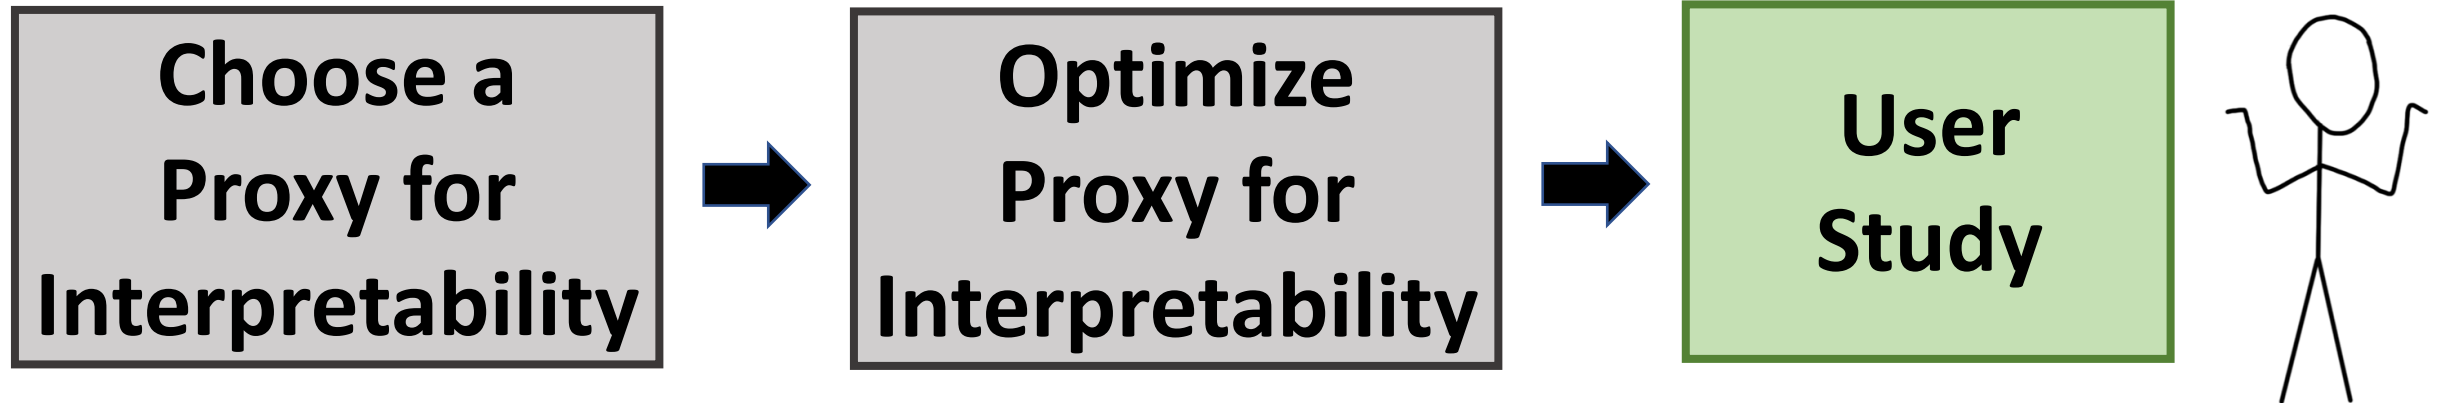 Choose a
Proxy for
Interpretability
Optimize
Proxy for
Interpretability
User
Study